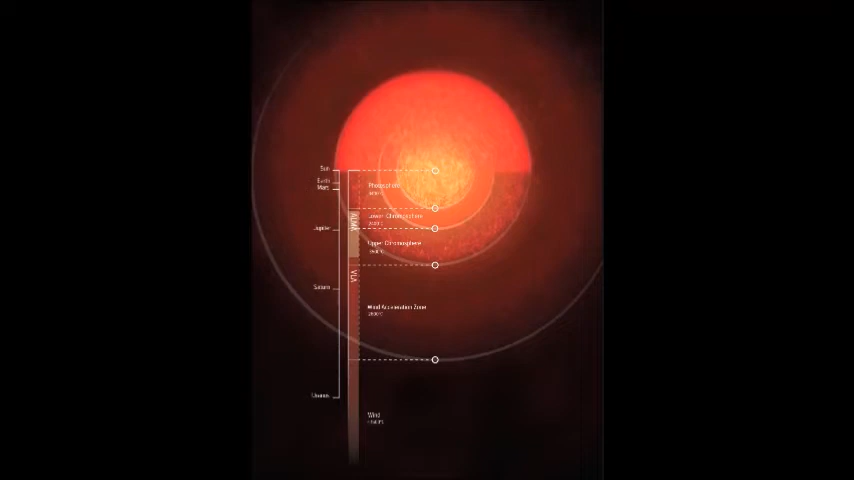 Sun
Earth
Mars
Jupiter
Saturn
Uranus
ALMA
VLA
Photosphere
Lower Chromosphere
Upper Chromosphere
Wind Acceleration Zone
Wind